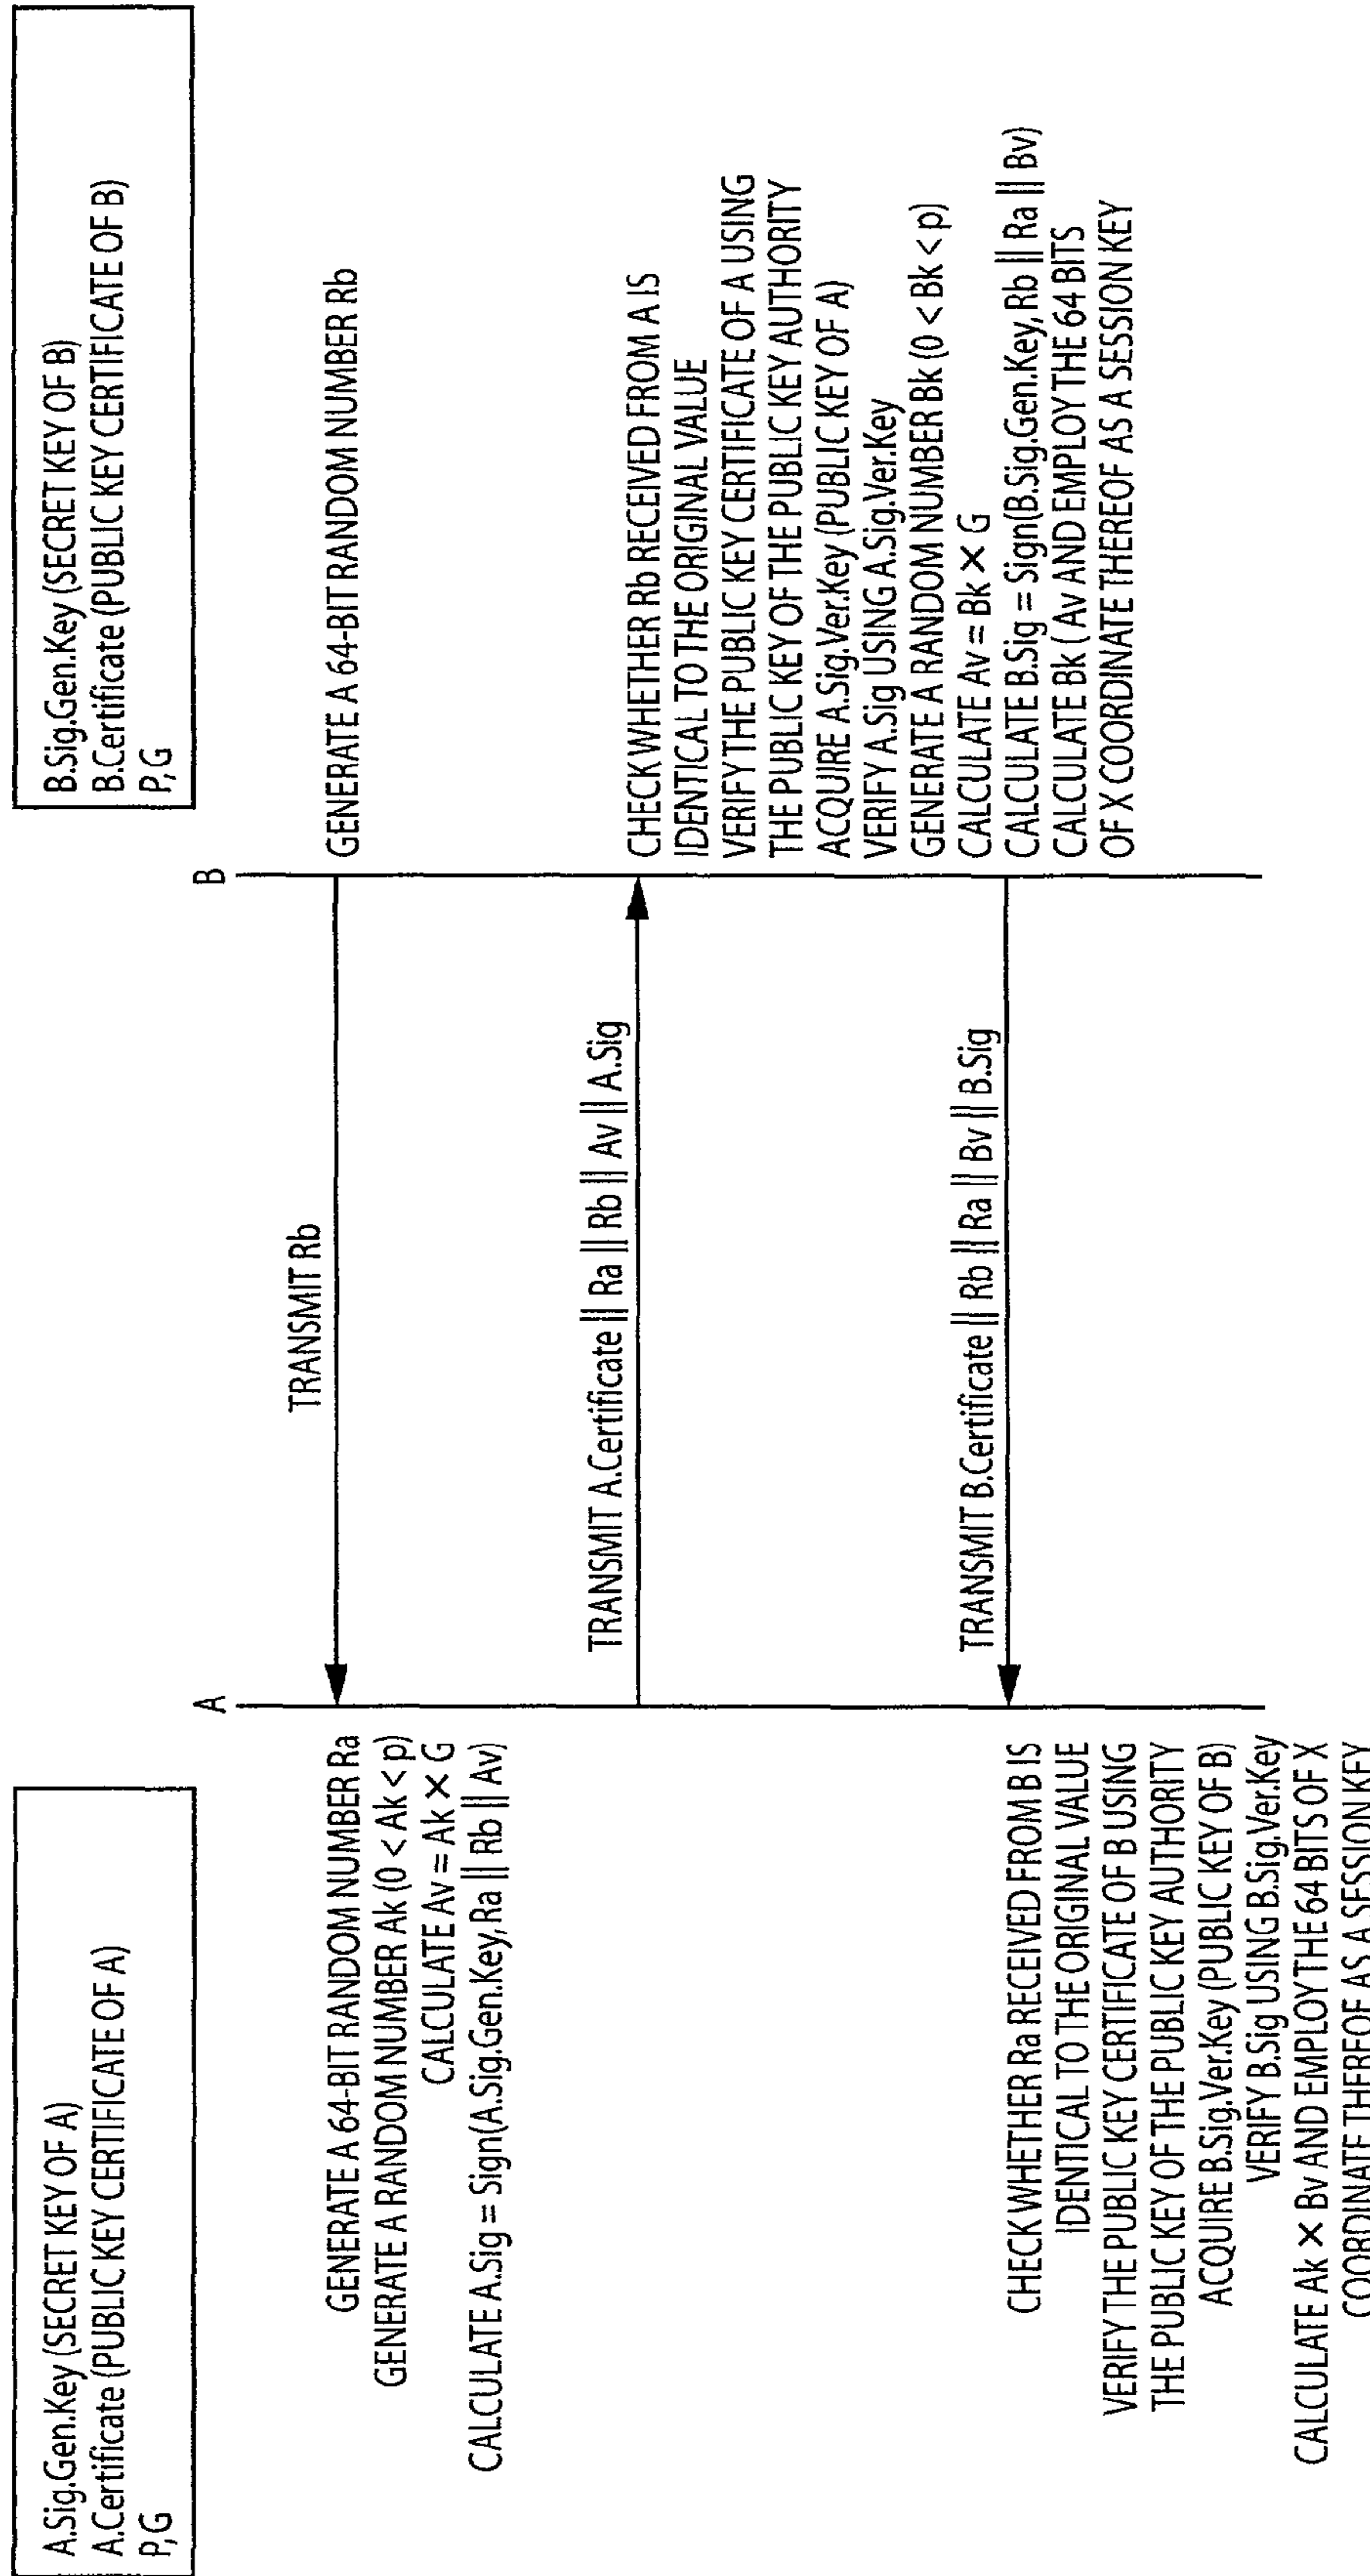 A.Sig.Gen.Key (SECRET KEY OF A)
A.Certificate (PUBLIC KEY CERTIFICATE OF A)
P,G
B.Sig.Gen.Key (SECRET KEY OF B)
B.Certificate (PUBLIC KEY CERTIFICATE OF B)
P,G
A
B
GENERATE A 64-BIT RANDOM NUMBER Rb
TRANSMIT Rb
GENERATE A 64-BIT RANDOM NUMBER Ra
GENERATE A RANDOM NUMBER Ak (0 < Ak < p)
CALCULATE Av = Ak × G
CALCULATE A.Sig = Sign(A.Sig.Gen.Key, Ra || Rb || Av)
TRANSMIT A.Certificate || Ra || Rb || Av || A.Sig
CHECK WHETHER Rb RECEIVED FROM A IS
IDENTICAL TO THE ORIGINAL VALUE
VERIFY THE PUBLIC KEY CERTIFICATE OF A USING
THE PUBLIC KEY OF THE PUBLIC KEY AUTHORITY
ACQUIRE A.Sig.Ver.Key (PUBLIC KEY OF A)
VERIFY A.Sig USING A.Sig.Ver.Key
GENERATE A RANDOM NUMBER Bk (0 < Bk < p)
CALCULATE Av = Bk × G
CALCULATE B.Sig = Sign(B.Sig.Gen.Key, Rb || Ra || Bv)
CALCULATE Bk ( Av AND EMPLOY THE 64 BITS
OF X COORDINATE THEREOF AS A SESSION KEY
TRANSMIT B.Certificate || Rb || Ra || Bv || B.Sig
CHECK WHETHER Ra RECEIVED FROM B IS
IDENTICAL TO THE ORIGINAL VALUE
VERIFY THE PUBLIC KEY CERTIFICATE OF B USING
THE PUBLIC KEY OF THE PUBLIC KEY AUTHORITY
ACQUIRE B.Sig.Ver.Key (PUBLIC KEY OF B)
VERIFY B.Sig USING B.Sig.Ver.Key
CALCULATE Ak × Bv AND EMPLOY THE 64 BITS OF X
COORDINATE THEREOF AS A SESSION KEY